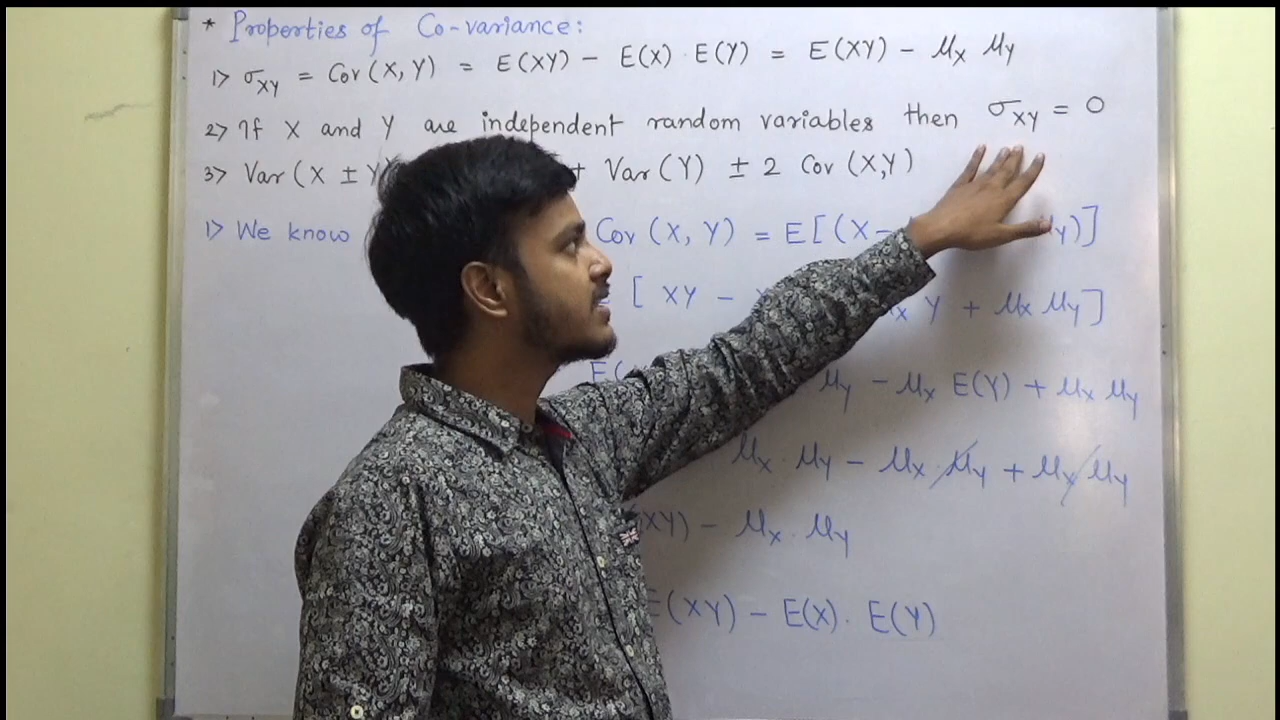 * Properties of Co-variance:
1> σXY = Cov(X, Y) = E(XY) - E(X) · E(Y) = E(XY) - μX μY
2> If X and Y are independent random variables then σXY = 0
3> Var(X ± Y) + Var(Y) ± 2 Cov(X,Y)
1> We know Cov(X, Y) = E[(X- μY)]
[ XY - μX Y + μX μY]
E( μY - μX E(Y) + μX μY
μX · μY - μX · μY + μX μY
(XY) - μX · μY
E(XY) - E(X) · E(Y)